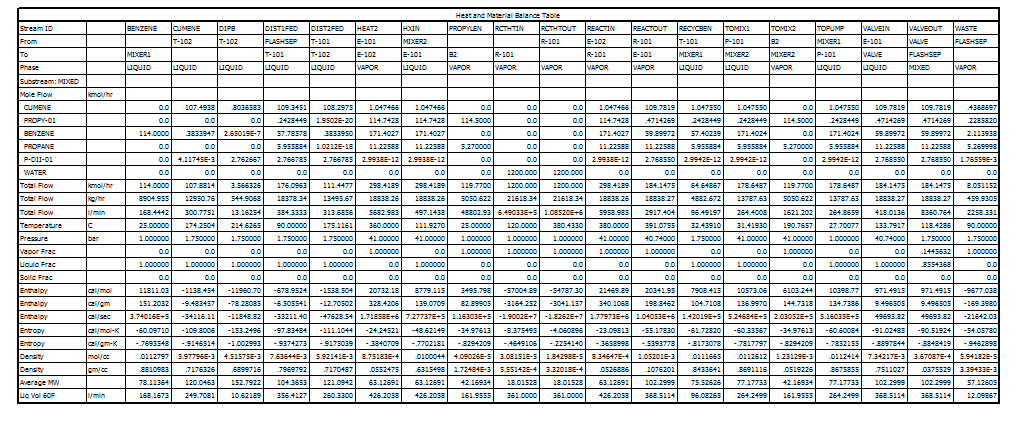 Heat and Material Balance Table
Stream ID BENZENE CUMENE DIPB DIST1FED DIST2FED HEAT2 HXIN PROPYLEN RCTHTIN RCTHTOUT REACTIN REACTOUT RECYCBEN TOMIX1 TOMIX2 TOPUMP VALVEIN VALVEOUT WASTE
From T-102 T-102 FLASHSEP T-101 E-101 MIXER2 R-101 E-102 R-101 T-101 P-101 B2 MIXER1 E-101 VALVE FLASHSEP
To MIXER1 T-101 T-102 E-102 E-101 B2 R-101 R-101 E-101 MIXER1 MIXER2 MIXER2 P-101 VALVE FLASHSEP
Phase LIQUID LIQUID LIQUID LIQUID LIQUID VAPOR LIQUID VAPOR VAPOR VAPOR VAPOR VAPOR LIQUID LIQUID VAPOR LIQUID LIQUID MIXED VAPOR
Substream: MIXED
Mole Flow kmol/hr
CUMENE 0.0 107.4938 .8036583 109.3451 108.2975 1.047466 1.047466 0.0 0.0 0.0 1.047466 109.7819 1.047550 1.047550 0.0 1.047550 109.7819 109.7819 .4368697
PROPY-01 0.0 0.0 0.0 .2428449 1.9502E-20 114.7428 114.7428 114.5000 0.0 0.0 114.7428 .4714269 .2428449 .2428449 114.5000 .2428449 .4714269 .4714269 .2285820
BENZENE 114.0000 .3833947 2.65019E-7 57.78578 .3833950 171.4027 171.4027 0.0 0.0 0.0 171.4027 59.89972 57.40239 171.4024 0.0 171.4024 59.89972 59.89972 2.113938
PROPANE 0.0 0.0 0.0 5.955884 1.0212E-18 11.22588 11.22588 5.270000 0.0 0.0 11.22588 11.22588 5.955884 5.955884 5.270000 5.955884 11.22588 11.22588 5.269998
P-DII-01 0.0 4.11745E-3 2.762667 2.766785 2.766785 2.9938E-12 2.9938E-12 0.0 0.0 0.0 2.9938E-12 2.768550 2.9942E-12 2.9942E-12 0.0 2.9942E-12 2.768550 2.768550 1.76559E-3
WATER 0.0 0.0 0.0 0.0 0.0 0.0 0.0 0.0 1200.000 1200.000 0.0 0.0 0.0 0.0 0.0 0.0 0.0 0.0 0.0
Total Flow kmol/hr 114.0000 107.8814 3.566326 176.0963 111.4477 298.4189 298.4189 119.7700 1200.000 1200.000 298.4189 184.1475 64.64867 178.6487 119.7700 178.6487 184.1475 184.1475 8.051152
Total Flow kg/hr 8904.955 12950.76 544.9068 18378.34 13495.67 18838.26 18838.26 5050.622 21618.34 21618.34 18838.26 18838.27 4882.672 13787.63 5050.622 13787.63 18838.27 18838.27 459.9305
Total Flow l/min 168.4442 300.7751 13.16254 384.3333 313.6856 5682.983 497.1438 48802.93 6.49033E+5 1.08520E+6 5958.985 2917.404 96.49197 264.4008 1621.202 264.8659 418.0136 8360.764 2258.331
Temperature C 25.00000 174.2504 214.6265 90.00000 175.1161 360.0000 111.9270 25.00000 120.0000 380.4330 380.0000 391.0755 32.43910 31.41930 190.7657 27.70077 133.7917 118.4286 90.00000
Pressure bar 1.000000 1.750000 1.750000 1.750000 1.750000 41.00000 41.00000 1.000000 1.000000 1.000000 41.00000 40.74000 1.750000 41.00000 41.00000 1.000000 40.74000 1.750000 1.750000
Vapor Frac 0.0 0.0 0.0 0.0 0.0 1.000000 0.0 1.000000 1.000000 1.000000 1.000000 1.000000 0.0 0.0 1.000000 0.0 0.0 .1445632 1.000000
Liquid Frac 1.000000 1.000000 1.000000 1.000000 1.000000 0.0 1.000000 0.0 0.0 0.0 0.0 0.0 1.000000 1.000000 0.0 1.000000 1.000000 .8554368 0.0
Solid Frac 0.0 0.0 0.0 0.0 0.0 0.0 0.0 0.0 0.0 0.0 0.0 0.0 0.0 0.0 0.0 0.0 0.0 0.0 0.0
Enthalpy cal/mol 11811.03 -1138.454 -11960.70 -678.9524 -1538.504 20732.18 8779.115 3495.798 -57004.89 -54787.30 21469.89 20341.95 7908.415 10573.06 6103.244 10398.77 971.4915 971.4915 -9677.038
Enthalpy cal/gm 151.2032 -9.483457 -78.28085 -6.505541 -12.70502 328.4206 139.0709 82.89905 -3164.252 -3041.157 340.1068 198.8462 104.7108 136.9970 144.7318 134.7386 9.496505 9.496505 -169.3980
Enthalpy cal/sec 3.74016E+5 -34116.11 -11848.82 -33211.40 -47628.54 1.71858E+6 7.27737E+5 1.16303E+5 -1.9002E+7 -1.8262E+7 1.77973E+6 1.04053E+6 1.42019E+5 5.24684E+5 2.03052E+5 5.16035E+5 49693.82 49693.82 -21642.03
Entropy cal/mol-K -60.09710 -109.8006 -153.2496 -97.83484 -111.1044 -24.24521 -48.62149 -34.97613 -8.375495 -4.060896 -23.09813 -55.17830 -61.72820 -60.33567 -34.97613 -60.60084 -91.02485 -90.51924 -54.05780
Entropy cal/gm-K -.7693548 -.9146514 -1.002993 -.9374273 -.9175039 -.3840709 -.7702181 -.8294209 -.4649106 -.2254140 -.3658998 -.5393778 -.8173078 -.7817797 -.8294209 -.7852155 -.8897844 -.8848419 -.9462898
Density mol/cc .0112797 5.97796E-3 4.51575E-3 7.63644E-3 5.92141E-3 8.75183E-4 .0100044 4.09026E-5 3.08151E-5 1.84298E-5 8.34647E-4 1.05201E-3 .0111665 .0112612 1.23129E-3 .0112414 7.34217E-3 3.67087E-4 5.94182E-5
Density gm/cc .8810983 .7176326 .6899716 .7969792 .7170487 .0552475 .6315498 1.72484E-3 5.55142E-4 3.32018E-4 .0526886 .1076201 .8433641 .8691116 .0519226 .8675855 .7511027 .0375529 3.39433E-3
Average MW 78.11364 120.0463 152.7922 104.3653 121.0942 63.12691 63.12691 42.16934 18.01528 18.01528 63.12691 102.2999 75.52626 77.17733 42.16934 77.17733 102.2999 102.2999 57.12605
Liq Vol 60F l/min 168.1673 249.7081 10.62189 356.4127 260.3300 426.2058 426.2058 161.9555 361.0000 361.0000 426.2058 368.5114 96.08265 264.2499 161.9555 264.2499 368.5114 368.5114 12.09867